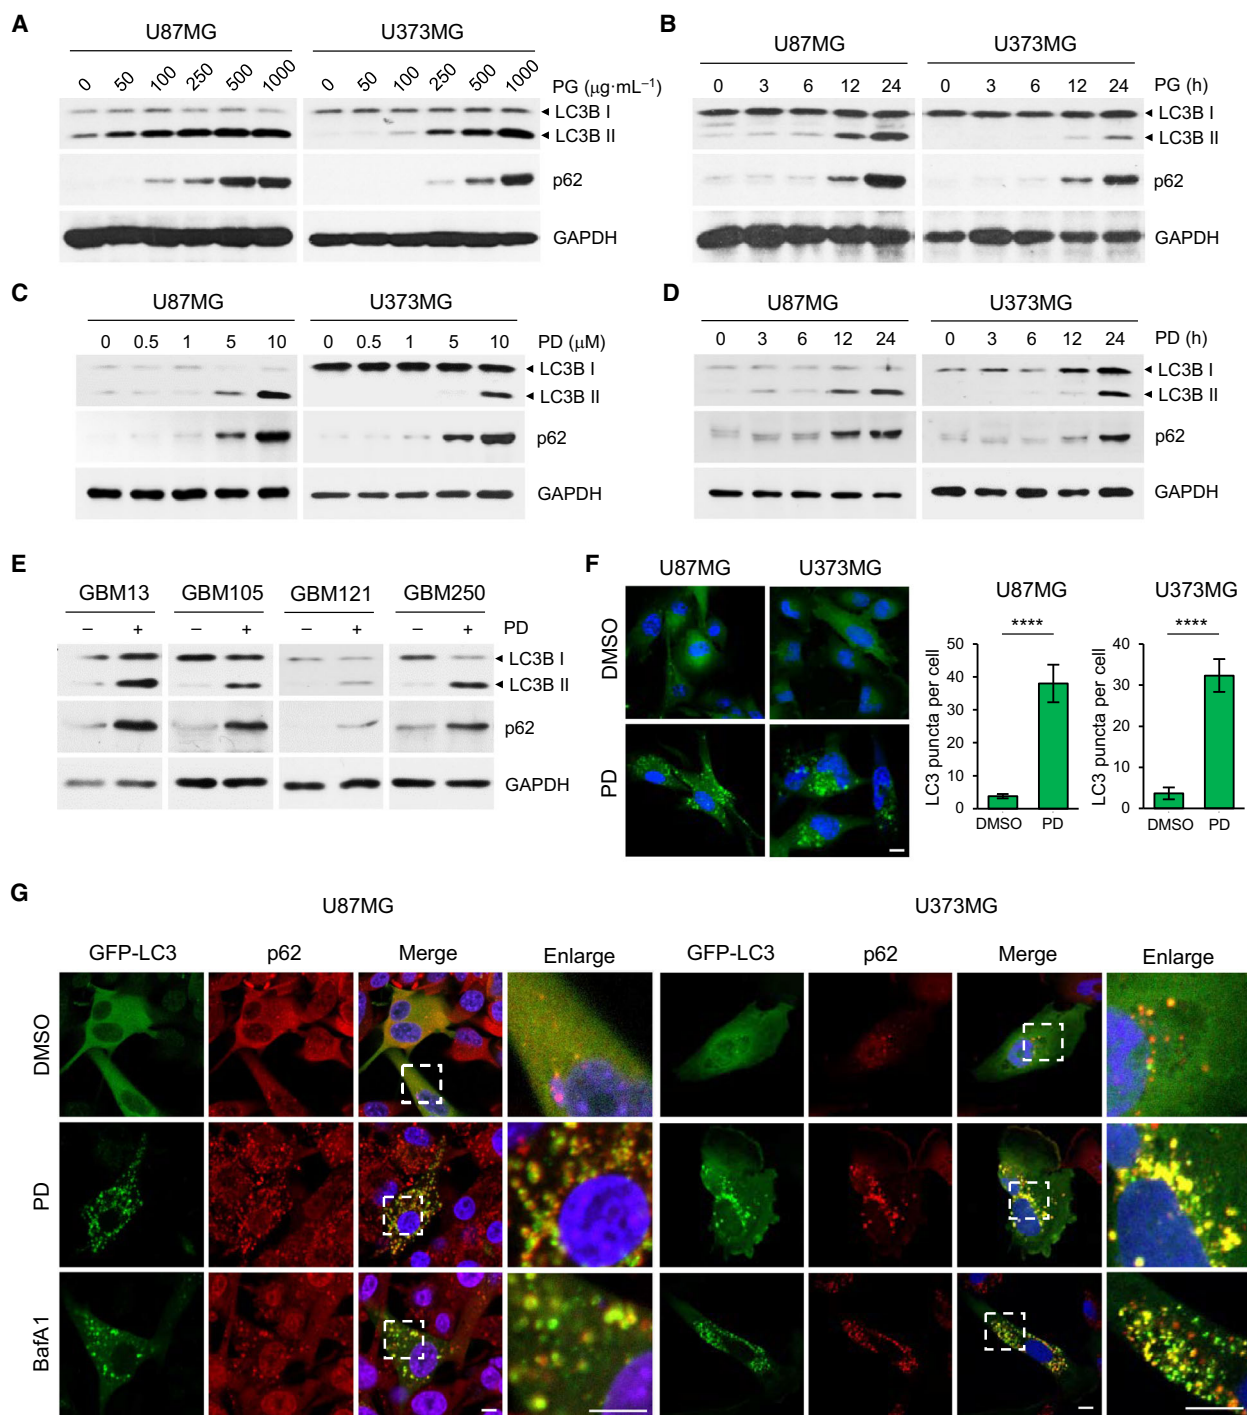 A
U87MG U373MG
0 50 100 250 500 1000 0 50 100 250 500 1000 PG (µg·mL⁻¹)
LC3B I
LC3B II
p62
GAPDH
B
U87MG U373MG
0 3 6 12 24 0 3 6 12 24 PG (h)
LC3B I
LC3B II
p62
GAPDH
C
U87MG U373MG
0 0.5 1 5 10 0 0.5 1 5 10 PD (µM)
LC3B I
LC3B II
p62
GAPDH
D
U87MG U373MG
0 3 6 12 24 0 3 6 12 24 PD (h)
LC3B I
LC3B II
p62
GAPDH
E
GBM13 GBM105 GBM121 GBM250
– + – + – + – + PD
LC3B I
LC3B II
p62
GAPDH
F
U87MG U373MG
DMSO
PD
U87MG
****
LC3 puncta per cell
50
40
30
20
10
0
DMSO PD
U373MG
****
LC3 puncta per cell
40
30
20
10
0
DMSO PD
G
U87MG U373MG
GFP-LC3 p62 Merge Enlarge GFP-LC3 p62 Merge Enlarge
DMSO
PD
BafA1